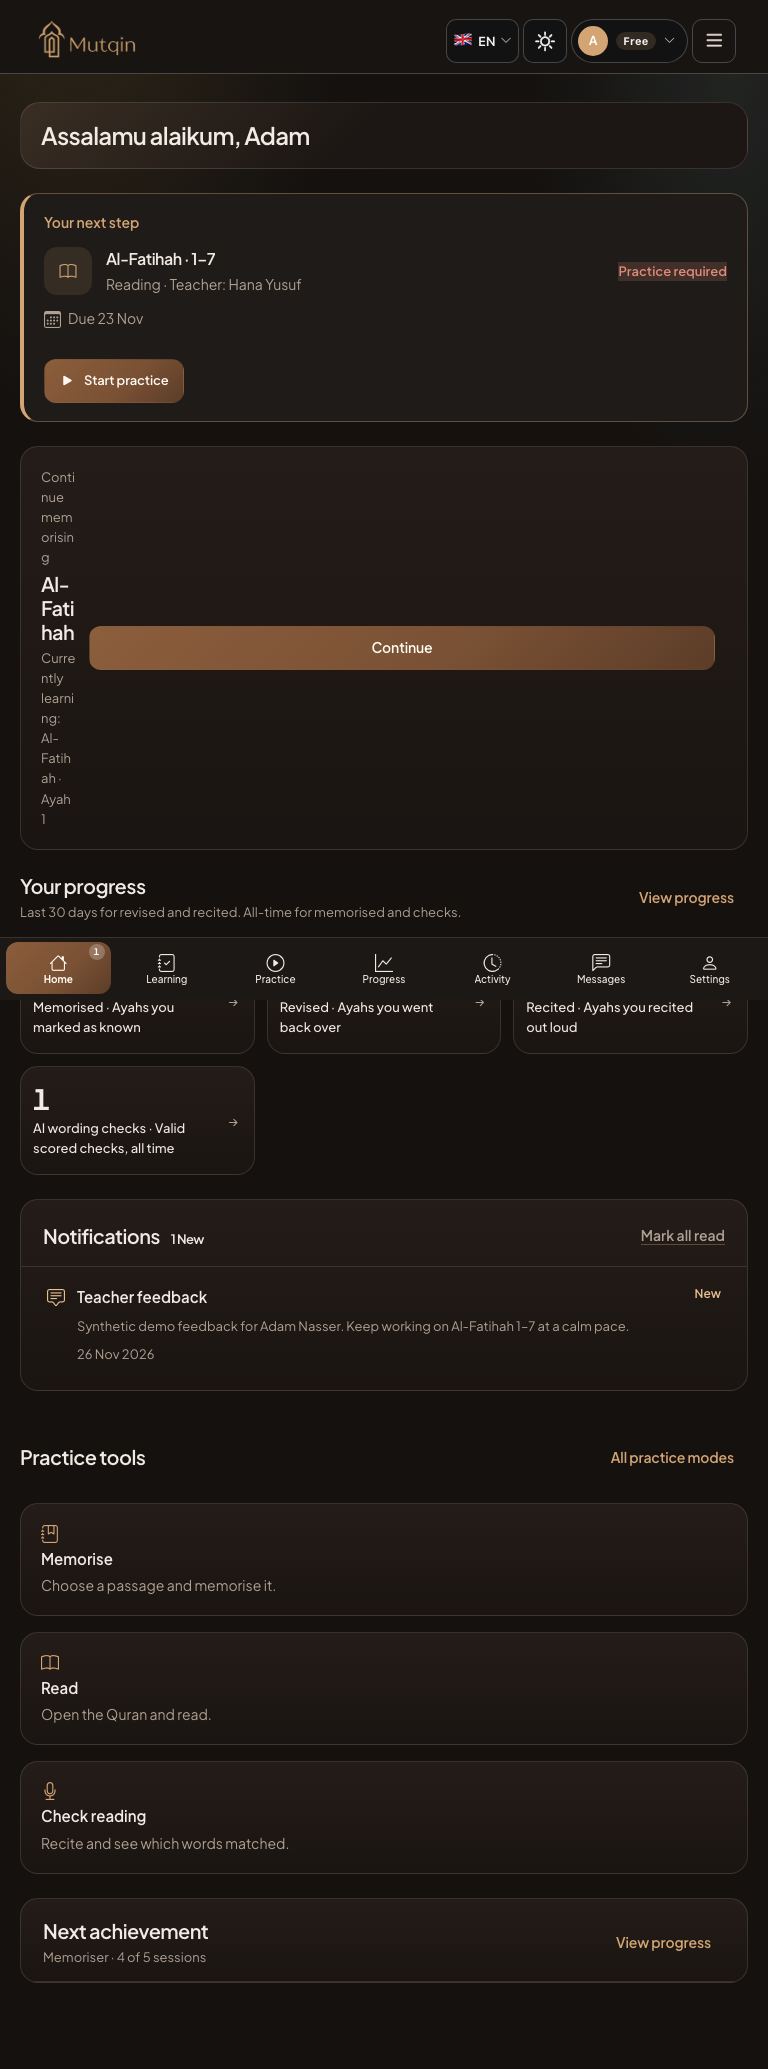 Mutqin
EN
A Free
Assalamu alaikum, Adam
Your next step
Al-Fatihah · 1–7
Reading · Teacher: Hana Yusuf
Practice required
Due 23 Nov
Start practice
Conti
nue
mem
orisin
g
Al-
Fati
hah
Curre
ntly
learni
ng:
Al-
Fatih
ah ·
Ayah
1
Continue
Your progress
Last 30 days for revised and recited. All-time for memorised and checks.
View progress
1
Home
Learning
Practice
Progress
Activity
Messages
Settings
Memorised · Ayahs you
marked as known
→
Revised · Ayahs you went
back over
→
Recited · Ayahs you recited
out loud
→
1
AI wording checks · Valid
scored checks, all time
→
Notifications 1 New
Mark all read
Teacher feedback
New
Synthetic demo feedback for Adam Nasser. Keep working on Al-Fatihah 1–7 at a calm pace.
26 Nov 2026
Practice tools
All practice modes
Memorise
Choose a passage and memorise it.
Read
Open the Quran and read.
Check reading
Recite and see which words matched.
Next achievement
Memoriser · 4 of 5 sessions
View progress